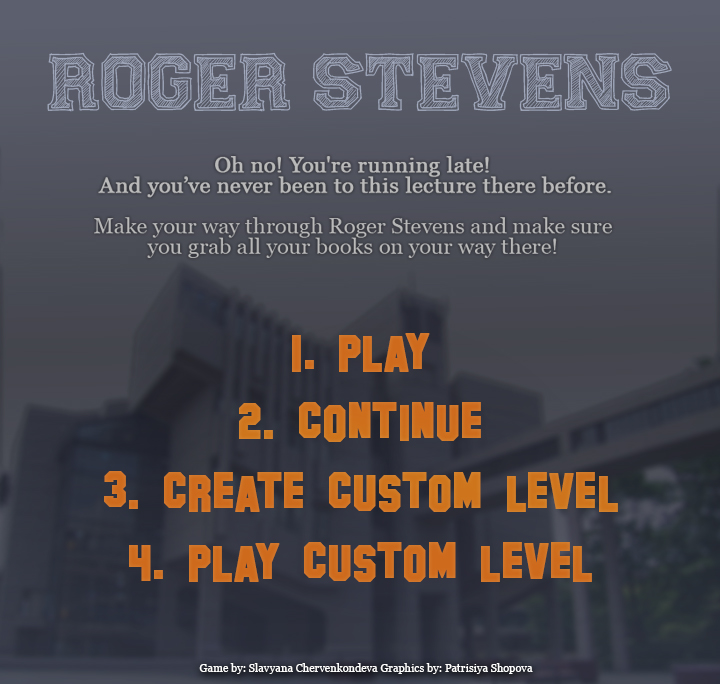 ROGER STEVENS
Oh no! You're running late!
And you’ve never been to this lecture there before.
Make your way through Roger Stevens and make sure
you grab all your books on your way there!
1. PLAY
2. CONTINUE
3. CREATE CUSTOM LEVEL
4. PLAY CUSTOM LEVEL
Game by: Slavyana Chervenkondeva Graphics by: Patrisiya Shopova